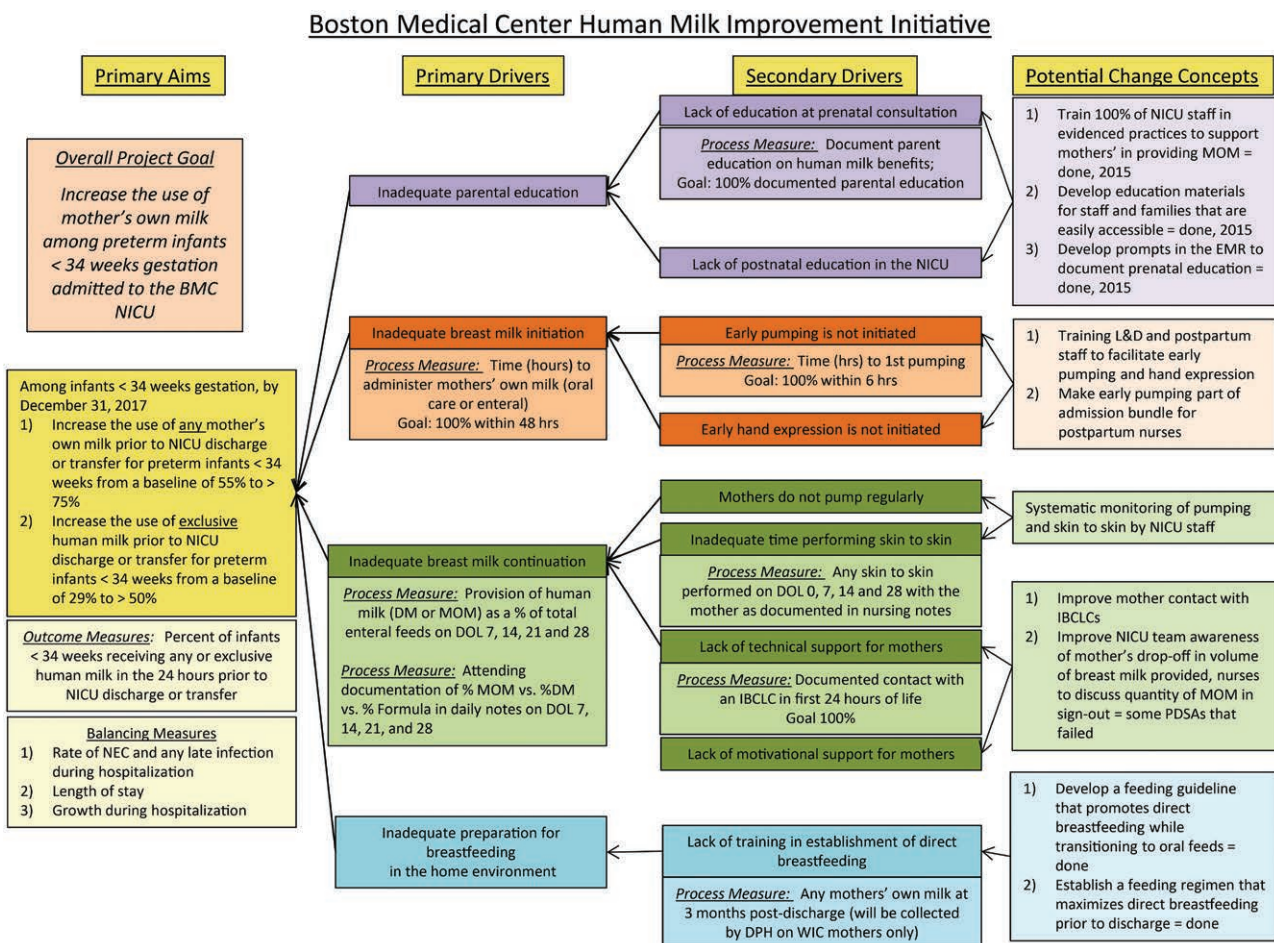 Boston Medical Center Human Milk Improvement Initiative
Primary Aims
Primary Drivers
Secondary Drivers
Potential Change Concepts
Overall Project Goal
Increase the use of
mother's own milk
among preterm infants
< 34 weeks gestation
admitted to the BMC
NICU
Among infants < 34 weeks gestation, by
December 31, 2017
1) Increase the use of any mother's
own milk prior to NICU discharge
or transfer for preterm infants < 34
weeks from a baseline of 55% to >
75%
2) Increase the use of exclusive
human milk prior to NICU
discharge or transfer for preterm
infants < 34 weeks from a baseline
of 29% to > 50%
Outcome Measures: Percent of infants
< 34 weeks receiving any or exclusive
human milk in the 24 hours prior to
NICU discharge or transfer
Balancing Measures
1) Rate of NEC and any late infection
during hospitalization
2) Length of stay
3) Growth during hospitalization
Inadequate parental education
Inadequate breast milk initiation
Process Measure: Time (hours) to
administer mothers' own milk (oral
care or enteral)
Goal: 100% within 48 hrs
Inadequate breast milk continuation
Process Measure: Provision of human
milk (DM or MOM) as a % of total
enteral feeds on DOL 7, 14, 21 and 28
Process Measure: Attending
documentation of % MOM vs. %DM
vs. % Formula in daily notes on DOL 7,
14, 21, and 28
Inadequate preparation for
breastfeeding
in the home environment
Lack of education at prenatal consultation
Process Measure: Document parent
education on human milk benefits;
Goal: 100% documented parental education
Lack of postnatal education in the NICU
Early pumping is not initiated
Process Measure: Time (hrs) to 1st pumping
Goal: 100% within 6 hrs
Early hand expression is not initiated
Mothers do not pump regularly
Inadequate time performing skin to skin
Process Measure: Any skin to skin
performed on DOL 0, 7, 14 and 28 with the
mother as documented in nursing notes
Lack of technical support for mothers
Process Measure: Documented contact with
an IBCLC in first 24 hours of life
Goal 100%
Lack of motivational support for mothers
Lack of training in establishment of direct
breastfeeding
Process Measure: Any mothers' own milk at
3 months post-discharge (will be collected
by DPH on WIC mothers only)
1) Train 100% of NICU staff in
evidenced practices to support
mothers' in providing MOM =
done, 2015
2) Develop education materials
for staff and families that are
easily accessible = done, 2015
3) Develop prompts in the EMR to
document prenatal education =
done, 2015
1) Training L&D and postpartum
staff to facilitate early
pumping and hand expression
2) Make early pumping part of
admission bundle for
postpartum nurses
Systematic monitoring of pumping
and skin to skin by NICU staff
1) Improve mother contact with
IBCLCs
2) Improve NICU team awareness
of mother's drop-off in volume
of breast milk provided, nurses
to discuss quantity of MOM in
sign-out = some PDSAs that
failed
1) Develop a feeding guideline
that promotes direct
breastfeeding while
transitioning to oral feeds =
done
2) Establish a feeding regimen that
maximizes direct breastfeeding
prior to discharge = done